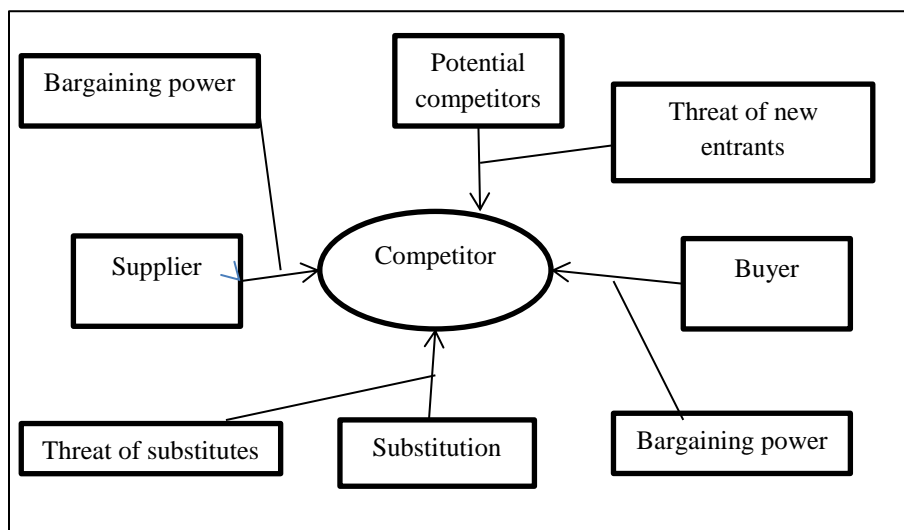 Bargaining power
Potential
competitors
Threat of new
entrants
Supplier
Competitor
Buyer
Threat of substitutes
Substitution
Bargaining power